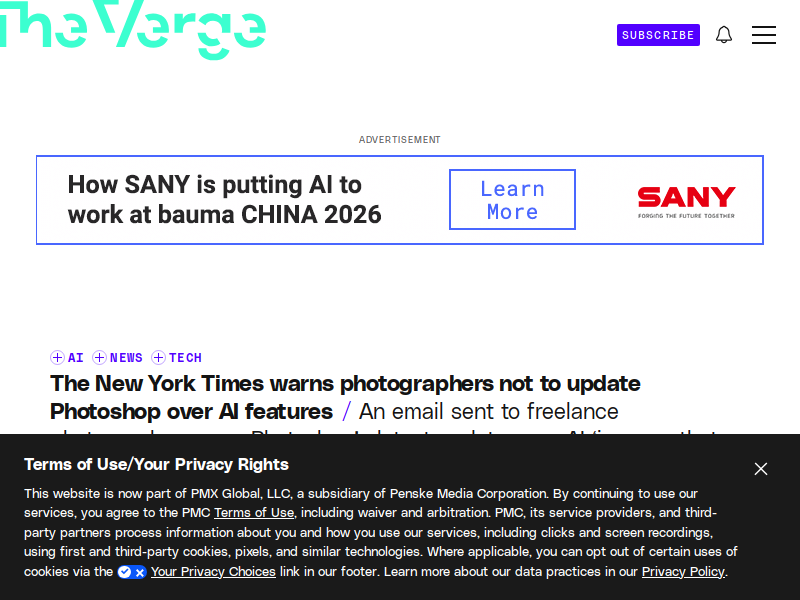 The Verge
SUBSCRIBE
ADVERTISEMENT
How SANY is putting AI to
work at bauma CHINA 2026
Learn
More
SANY
FORGING THE FUTURE TOGETHER
AI NEWS TECH
The New York Times warns photographers not to update
Photoshop over AI features / An email sent to freelance
Terms of Use/Your Privacy Rights
This website is now part of PMX Global, LLC, a subsidiary of Penske Media Corporation. By continuing to use our
services, you agree to the PMC Terms of Use, including waiver and arbitration. PMC, its service providers, and third-
party partners process information about you and how you use our services, including clicks and screen recordings,
using first and third-party cookies, pixels, and similar technologies. Where applicable, you can opt out of certain uses of
cookies via the Your Privacy Choices link in our footer. Learn more about our data practices in our Privacy Policy.